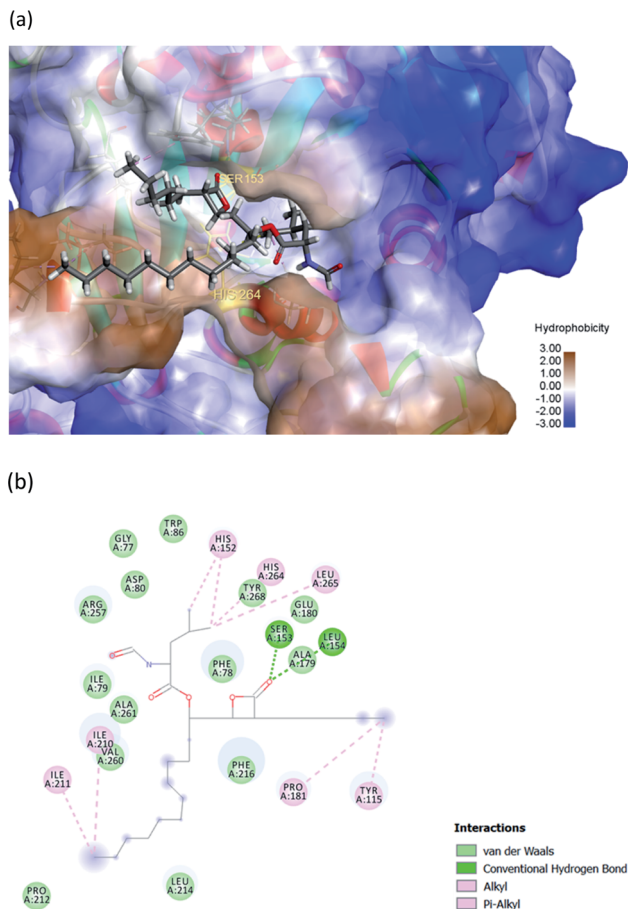 (a)
SER153
HIS 264
Hydrophobicity
3.00
2.00
1.00
0.00
-1.00
-2.00
-3.00
(b)
TRP
A:86
GLY
A:77
HIS
A:152
ASP
A:80
HIS
A:264
LEU
A:265
TYR
A:268
ARG
A:257
GLU
A:180
SER
A:153
LEU
A:154
N
O
PHE
A:78
ALA
A:179
ILE
A:79
O
O
O
O
ALA
A:261
ILE
A:210
VAL
A:260
PHE
A:216
ILE
A:211
PRO
A:181
TYR
A:115
Interactions
van der Waals
Conventional Hydrogen Bond
Alkyl
Pi-Alkyl
LEU
A:214
PRO
A:212